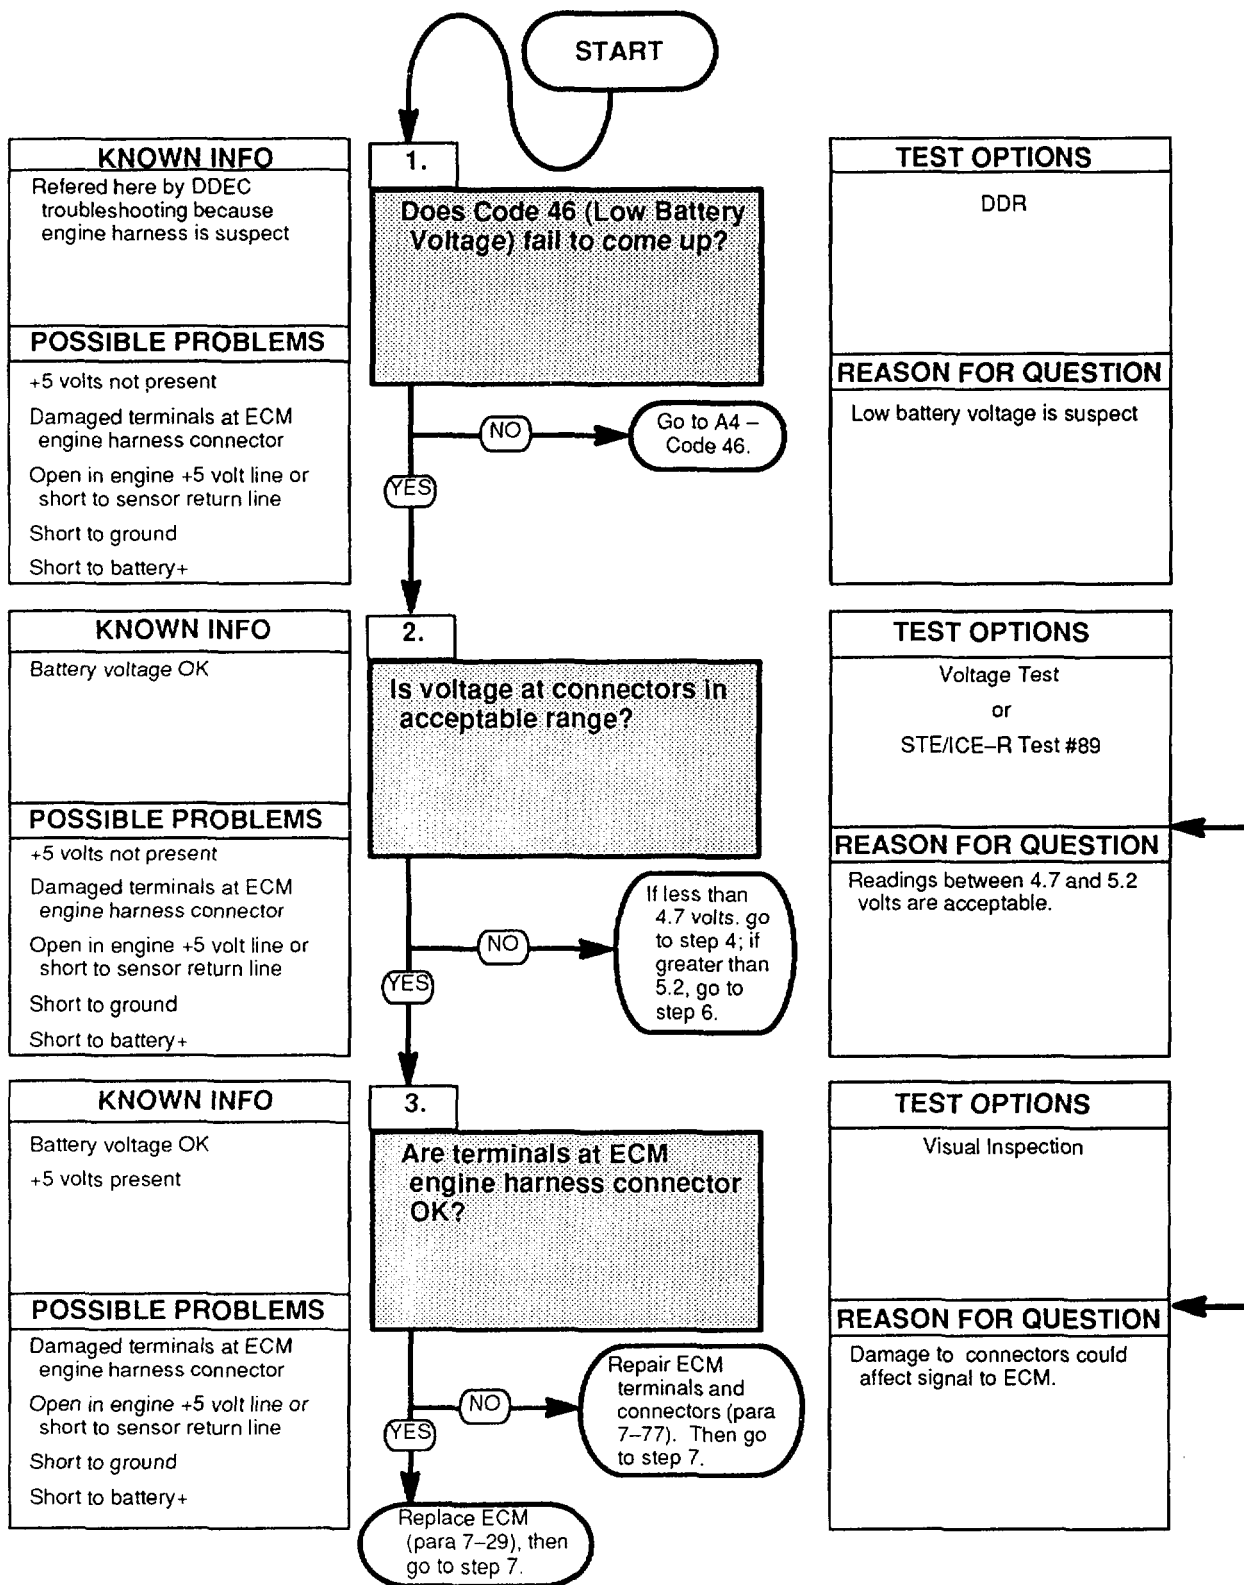 START
KNOWN INFO
Refered here by DDEC
troubleshooting because
engine harness is suspect
POSSIBLE PROBLEMS
+5 volts not present
Damaged terminals at ECM
engine harness connector
Open in engine +5 volt line or
short to sensor return line
Short to ground
Short to battery+
1.
Does Code 46 (Low Battery
Voltage) fail to come up?
NO
Go to A4 –
Code 46.
YES
TEST OPTIONS
DDR
REASON FOR QUESTION
Low battery voltage is suspect
KNOWN INFO
Battery voltage OK
POSSIBLE PROBLEMS
+5 volts not present
Damaged terminals at ECM
engine harness connector
Open in engine +5 volt line or
short to sensor return line
Short to ground
Short to battery+
2.
Is voltage at connectors in
acceptable range?
NO
If less than
4.7 volts. go
to step 4; if
greater than
5.2, go to
step 6.
YES
TEST OPTIONS
Voltage Test
or
STE/ICE–R Test #89
REASON FOR QUESTION
Readings between 4.7 and 5.2
volts are acceptable.
KNOWN INFO
Battery voltage OK
+5 volts present
POSSIBLE PROBLEMS
Damaged terminals at ECM
engine harness connector
Open in engine +5 volt line or
short to sensor return line
Short to ground
Short to battery+
3.
Are terminals at ECM
engine harness connector
OK?
NO
Repair ECM
terminals and
connectors (para
7–77). Then go
to step 7.
YES
Replace ECM
(para 7–29), then
go to step 7.
TEST OPTIONS
Visual Inspection
REASON FOR QUESTION
Damage to connectors could
affect signal to ECM.